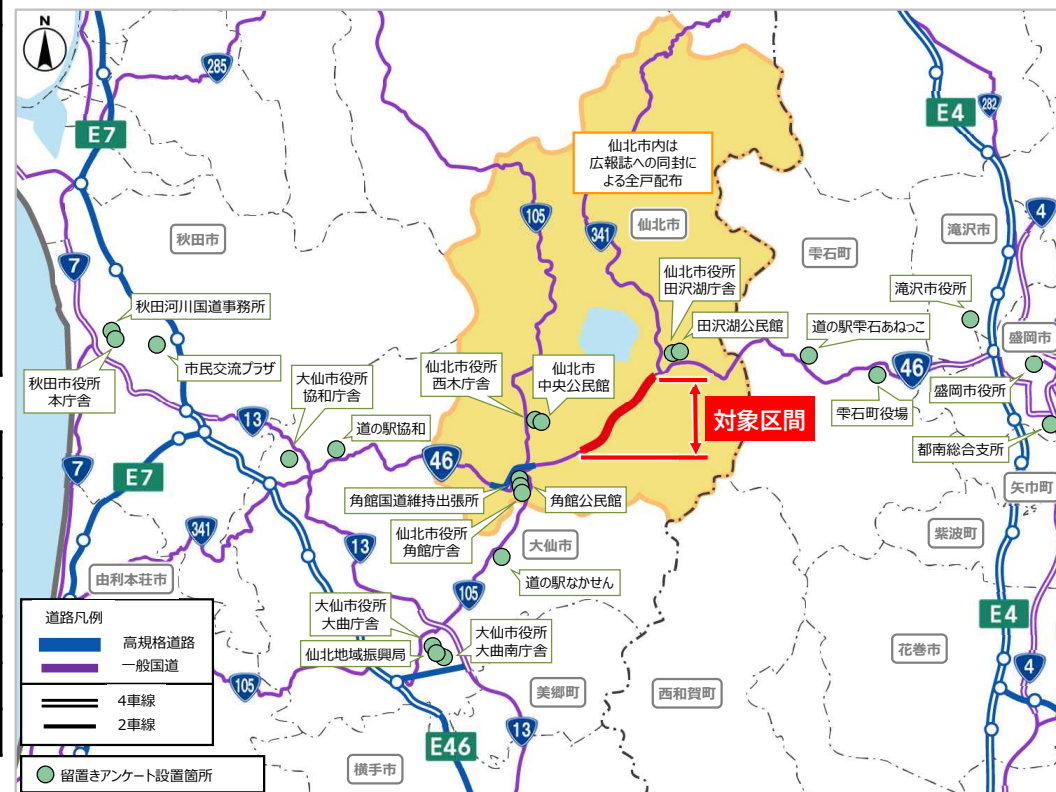 N
285
E7
E4
282
仙北市内は
広報誌への同封に
よる全戸配布
105
341
仙北市
4
滝沢市
秋田市
雫石町
7
仙北市役所
田沢湖庁舎
滝沢市役所
秋田河川国道事務所
田沢湖公民館
道の駅雫石あねっこ
盛岡市
市民交流プラザ
秋田市役所
本庁舎
大仙市役所
協和庁舎
仙北市役所
西木庁舎
仙北市
中央公民館
46
盛岡市役所
雫石町役場
対象区間
13
道の駅協和
都南総合支所
7
E7
46
矢巾町
角館国道維持出張所
角館公民館
仙北市役所
角館庁舎
341
13
大仙市
紫波町
道の駅なかせん
由利本荘市
105
E4
道路凡例
高規格道路
一般国道
4車線
2車線
大仙市役所
大曲庁舎
仙北地域振興局
大仙市役所
大曲南庁舎
花巻市
4
105
美郷町
西和賀町
13
E46
横手市
留置きアンケート設置箇所